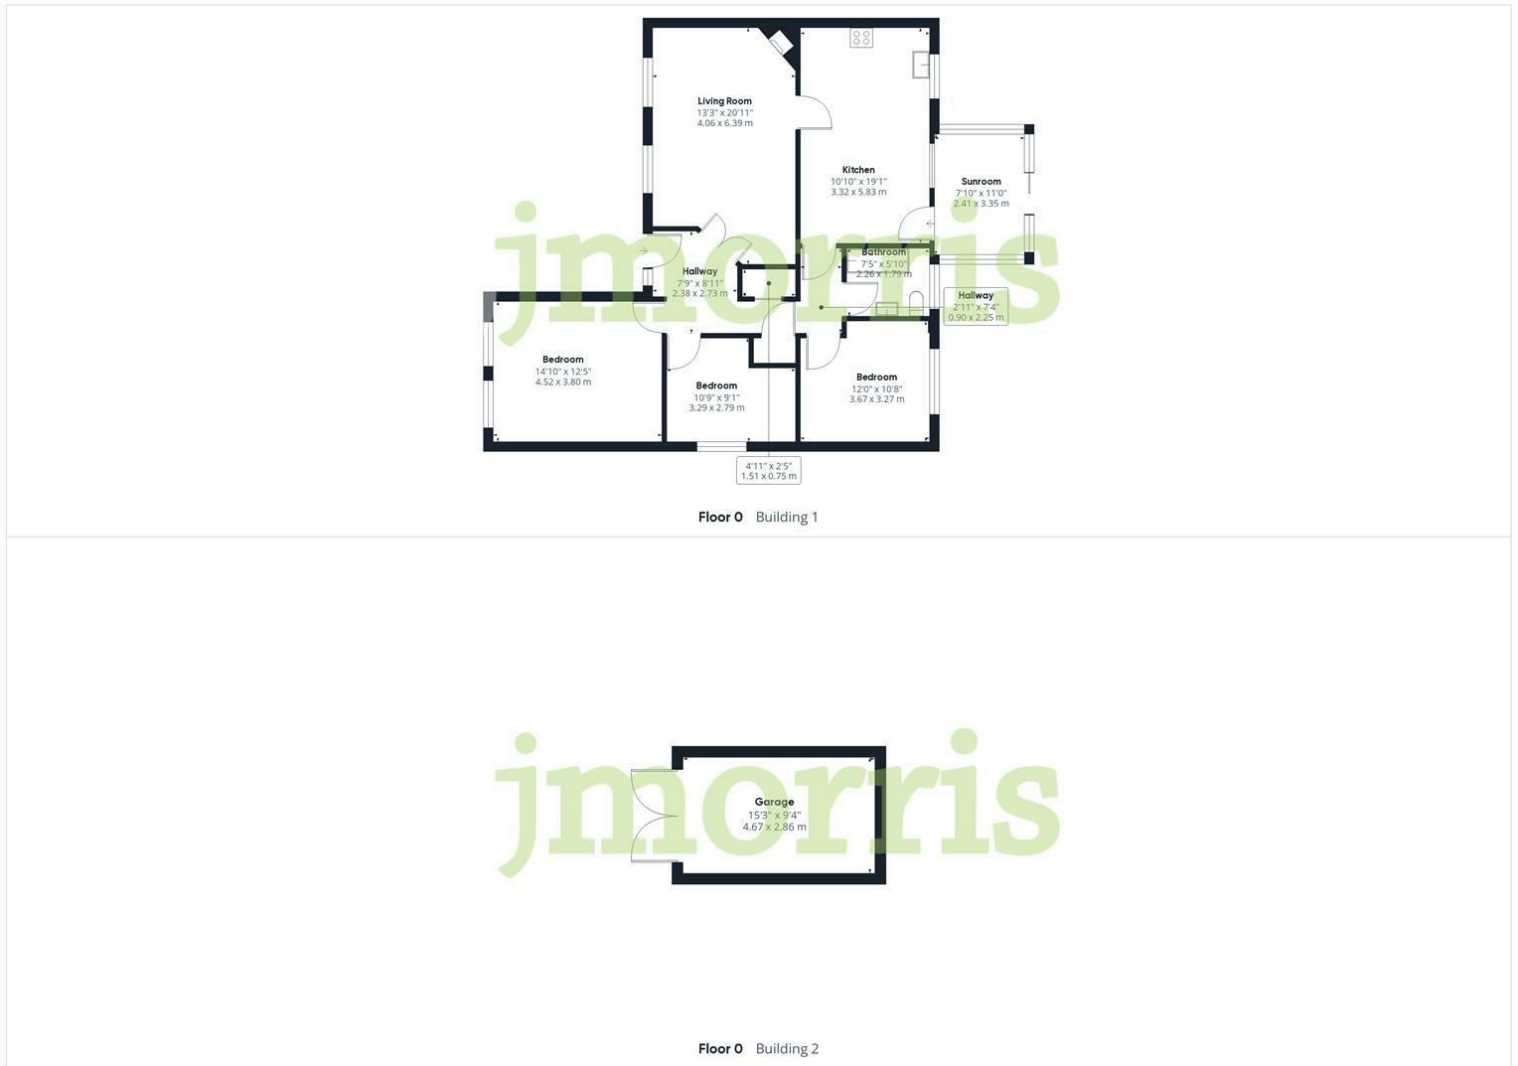 Living Room
13'3" x 20'11"
4.06 x 6.39 m
Kitchen
10'10" x 19'1"
3.32 x 5.83 m
Sunroom
7'10" x 11'0"
2.41 x 3.35 m
Bathroom
7'5" x 5'10"
2.26 x 1.79 m
Hallway
7'9" x 8'11"
2.38 x 2.73 m
Hallway
2'11" x 7'4"
0.90 x 2.25 m
Bedroom
14'10" x 12'5"
4.52 x 3.80 m
Bedroom
10'9" x 9'1"
3.29 x 2.79 m
Bedroom
12'0" x 10'8"
3.67 x 3.27 m
4'11" x 2'5"
1.51 x 0.75 m
jmorris
Floor 0 Building 1
Garage
15'3" x 9'4"
4.67 x 2.86 m
jmorris
Floor 0 Building 2